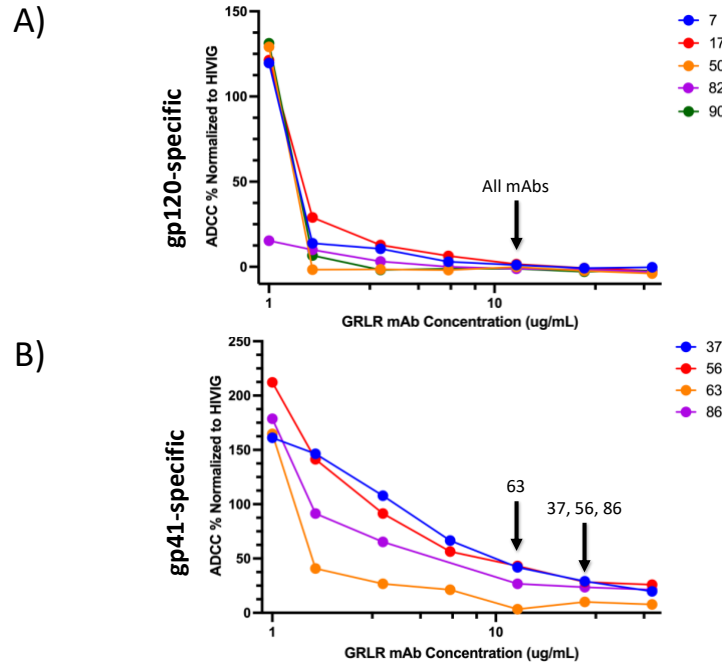 A)
gp120-specific
ADCC % Normalized to HIVIG
150
100
50
0
1
10
GRLR mAb Concentration (ug/mL)
All mAbs
7
17
50
82
90
B)
gp41-specific
ADCC % Normalized to HIVIG
250
200
150
100
50
0
1
10
GRLR mAb Concentration (ug/mL)
63
37, 56, 86
37
56
63
86